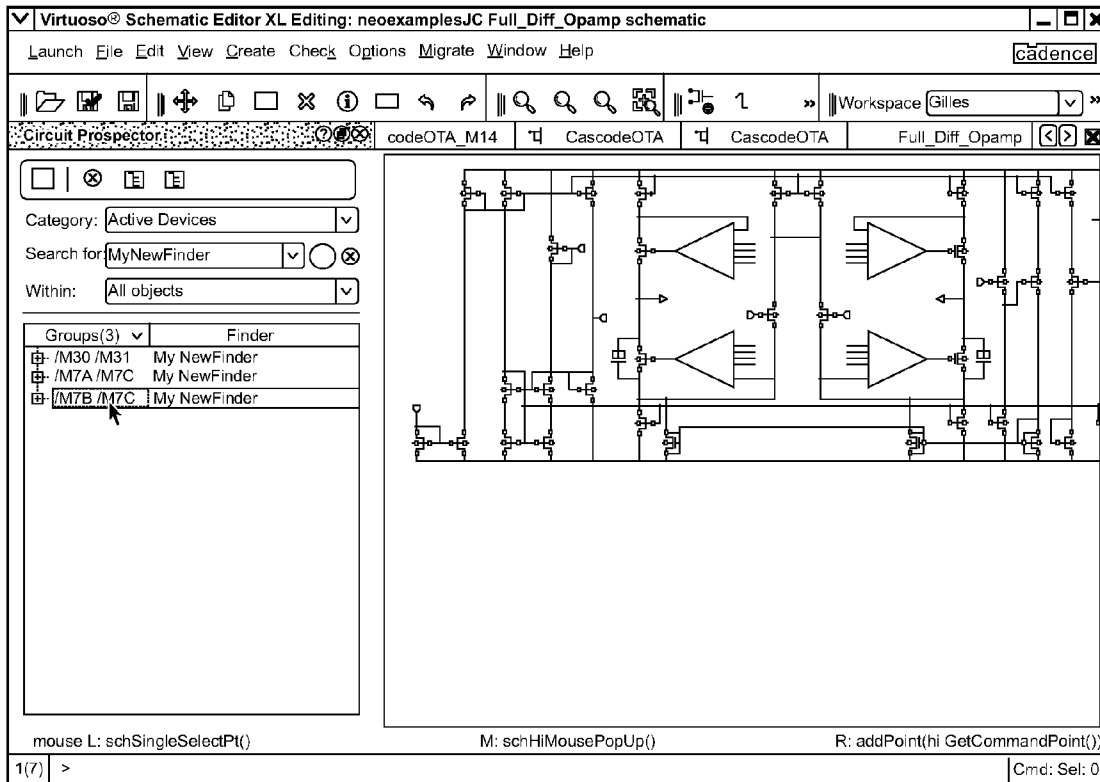 Virtuoso® Schematic Editor XL Editing: neoexamplesJC Full_Diff_Opamp schematic
Launch File Edit View Create Check Options Migrate Window Help
cādence
Workspace Gilles
Circuit Prospector
codeOTA_M14 CascodeOTA CascodeOTA Full_Diff_Opamp
Category: Active Devices
Search for: MyNewFinder
Within: All objects
Groups(3) Finder
/M30 /M31 My NewFinder
/M7A /M7C My NewFinder
/M7B /M7C My NewFinder
mouse L: schSingleSelectPt() M: schHiMousePopUp() R: addPoint(hi GetCommandPoint())
1(7) > Cmd: Sel: 0